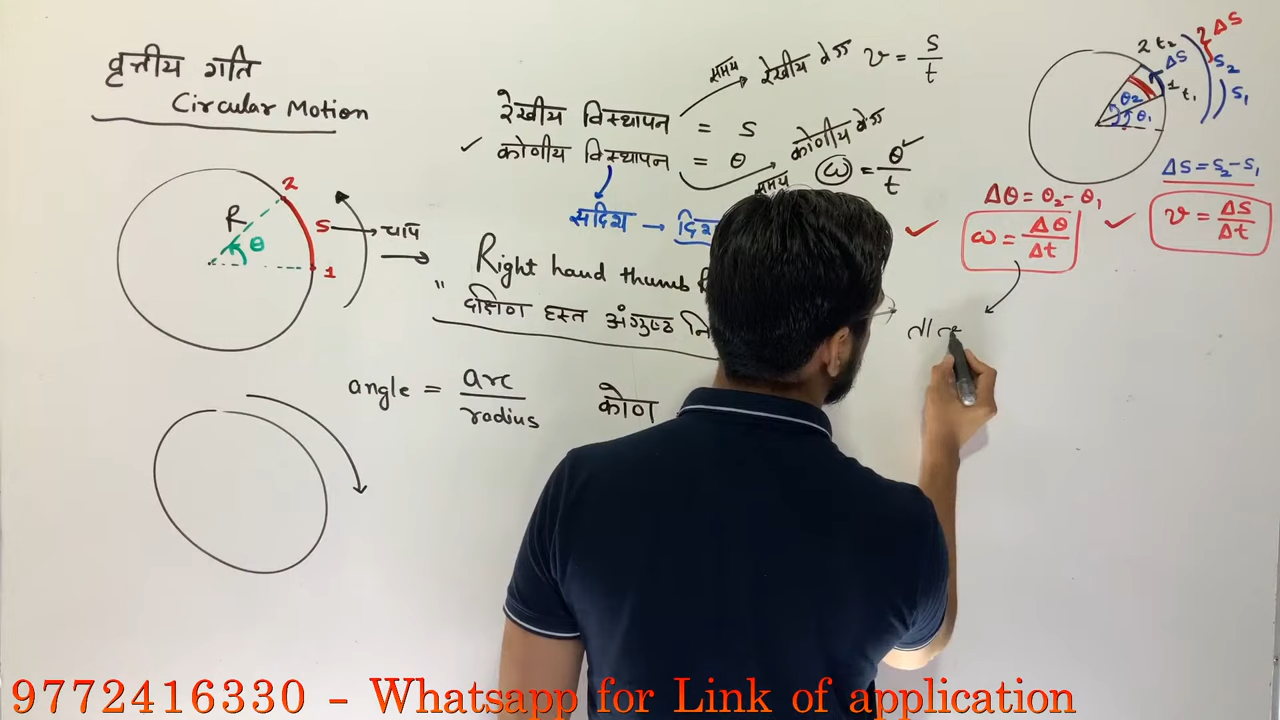 वृत्तीय गति
Circular Motion
रेखीय विस्थापन = S
समय
रेखीय वेग v = S/t
कोणीय विस्थापन = θ
समय
कोणीय वेग
ω = θ/t
सदिश →
Right hand thumb
" दक्षिण हस्त अंगुष्ठ नि
angle = arc/radius
कोण
2
R
θ
S → चाप
1
2 t2
ΔS
2 ΔS
S2
1 t1
S1
θ2
θ1
ΔS = S2 - S1
Δθ = θ2 - θ1
ω = Δθ/Δt
v = ΔS/Δt
9772416330 - Whatsapp for Link of application